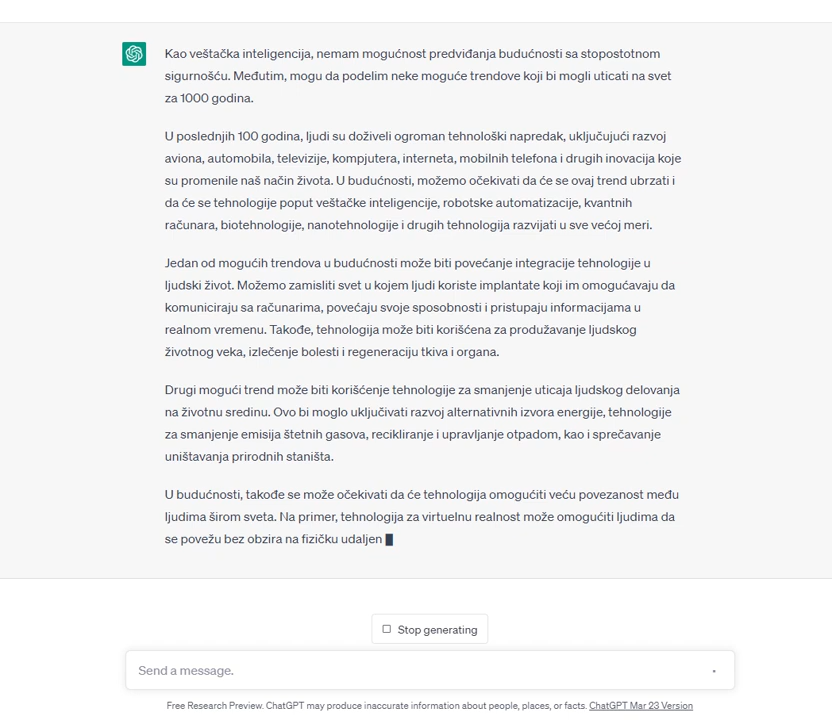 Kao veštačka inteligencija, nemam mogućnost predviđanja budućnosti sa stopostotnom
sigurnošću. Međutim, mogu da podelim neke moguće trendove koji bi mogli uticati na svet
za 1000 godina.
U poslednjih 100 godina, ljudi su doživeli ogroman tehnološki napredak, uključujući razvoj
aviona, automobila, televizije, kompjutera, interneta, mobilnih telefona i drugih inovacija koje
su promenile naš način života. U budućnosti, možemo očekivati da će se ovaj trend ubrzati i
da će se tehnologije poput veštačke inteligencije, robotske automatizacije, kvantnih
računara, biotehnologije, nanotehnologije i drugih tehnologija razvijati u sve većoj meri.
Jedan od mogućih trendova u budućnosti može biti povećanje integracije tehnologije u
ljudski život. Možemo zamisliti svet u kojem ljudi koriste implantate koji im omogućavaju da
komuniciraju sa računarima, povećaju svoje sposobnosti i pristupaju informacijama u
realnom vremenu. Takođe, tehnologija može biti korišćena za produžavanje ljudskog
životnog veka, izlečenje bolesti i regeneraciju tkiva i organa.
Drugi mogući trend može biti korišćenje tehnologije za smanjenje uticaja ljudskog delovanja
na životnu sredinu. Ovo bi moglo uključivati razvoj alternativnih izvora energije, tehnologije
za smanjenje emisija štetnih gasova, recikliranje i upravljanje otpadom, kao i sprečavanje
uništavanja prirodnih staništa.
U budućnosti, takođe se može očekivati da će tehnologija omogućiti veću povezanost među
ljudima širom sveta. Na primer, tehnologija za virtuelnu realnost može omogućiti ljudima da
se povežu bez obzira na fizičku udaljen
Stop generating
Send a message.
Free Research Preview. ChatGPT may produce inaccurate information about people, places, or facts. ChatGPT Mar 23 Version